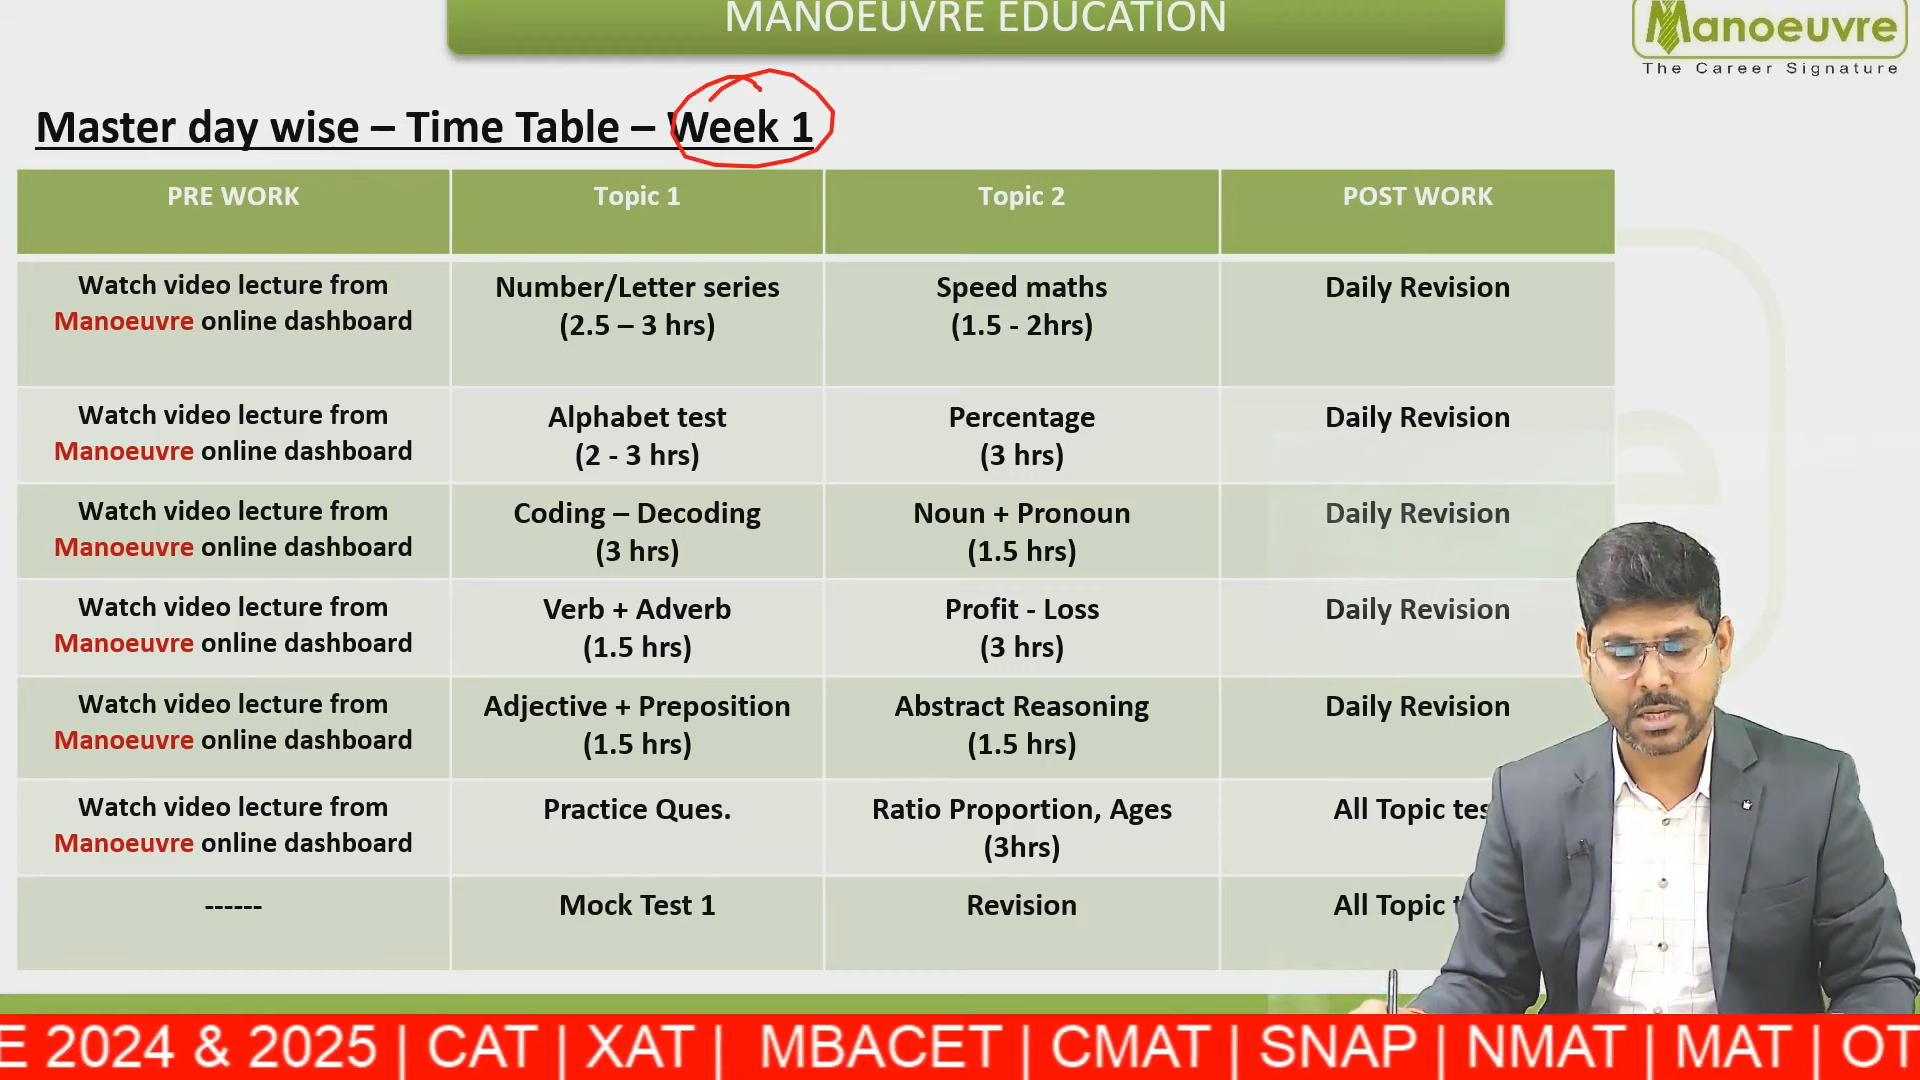 MANOEUVRE EDUCATION
Manoeuvre
The Career Signature
Master day wise – Time Table – Week 1
PRE WORK
Topic 1
Topic 2
POST WORK
Watch video lecture from
Manoeuvre online dashboard
Number/Letter series
(2.5 – 3 hrs)
Speed maths
(1.5 - 2hrs)
Daily Revision
Watch video lecture from
Manoeuvre online dashboard
Alphabet test
(2 - 3 hrs)
Percentage
(3 hrs)
Daily Revision
Watch video lecture from
Manoeuvre online dashboard
Coding – Decoding
(3 hrs)
Noun + Pronoun
(1.5 hrs)
Daily Revision
Watch video lecture from
Manoeuvre online dashboard
Verb + Adverb
(1.5 hrs)
Profit - Loss
(3 hrs)
Daily Revision
Watch video lecture from
Manoeuvre online dashboard
Adjective + Preposition
(1.5 hrs)
Abstract Reasoning
(1.5 hrs)
Daily Revision
Watch video lecture from
Manoeuvre online dashboard
Practice Ques.
Ratio Proportion, Ages
(3hrs)
All Topic tes
------
Mock Test 1
Revision
All Topic
E 2024 & 2025 | CAT | XAT | MBACET | CMAT | SNAP | NMAT | MAT | OT